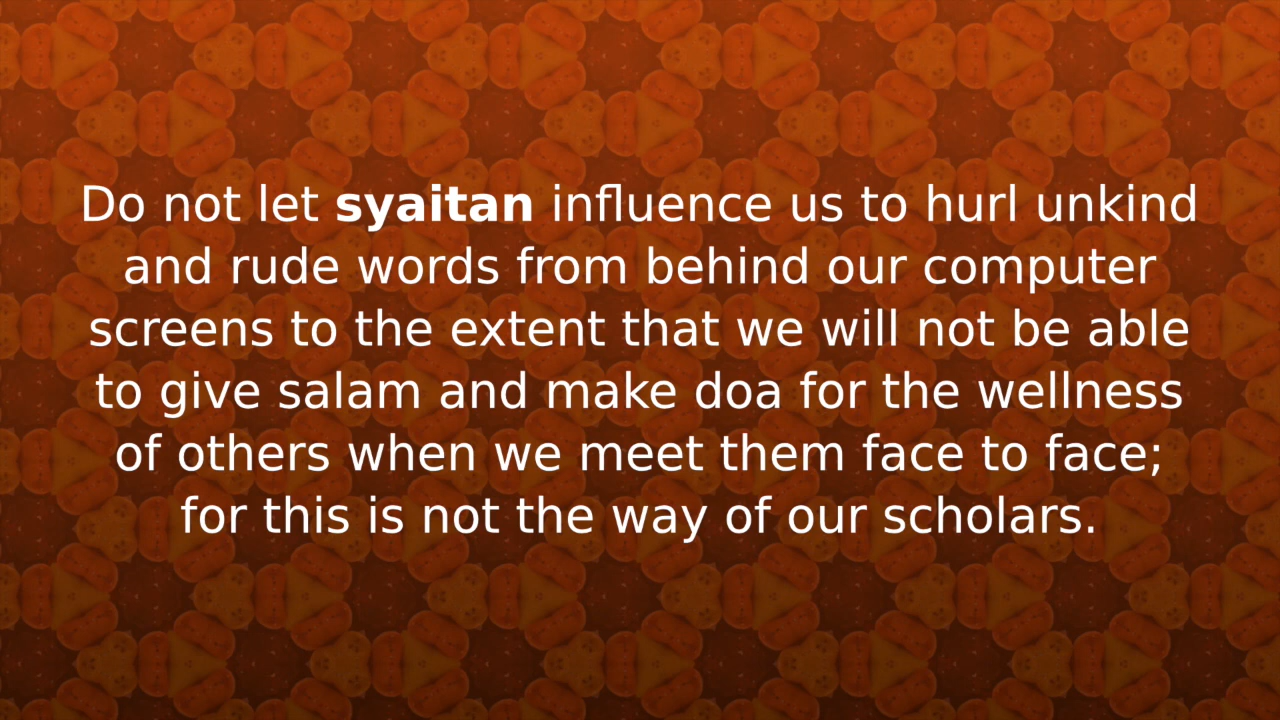 Do not let syaitan influence us to hurl unkind
and rude words from behind our computer
screens to the extent that we will not be able
to give salam and make doa for the wellness
of others when we meet them face to face;
for this is not the way of our scholars.